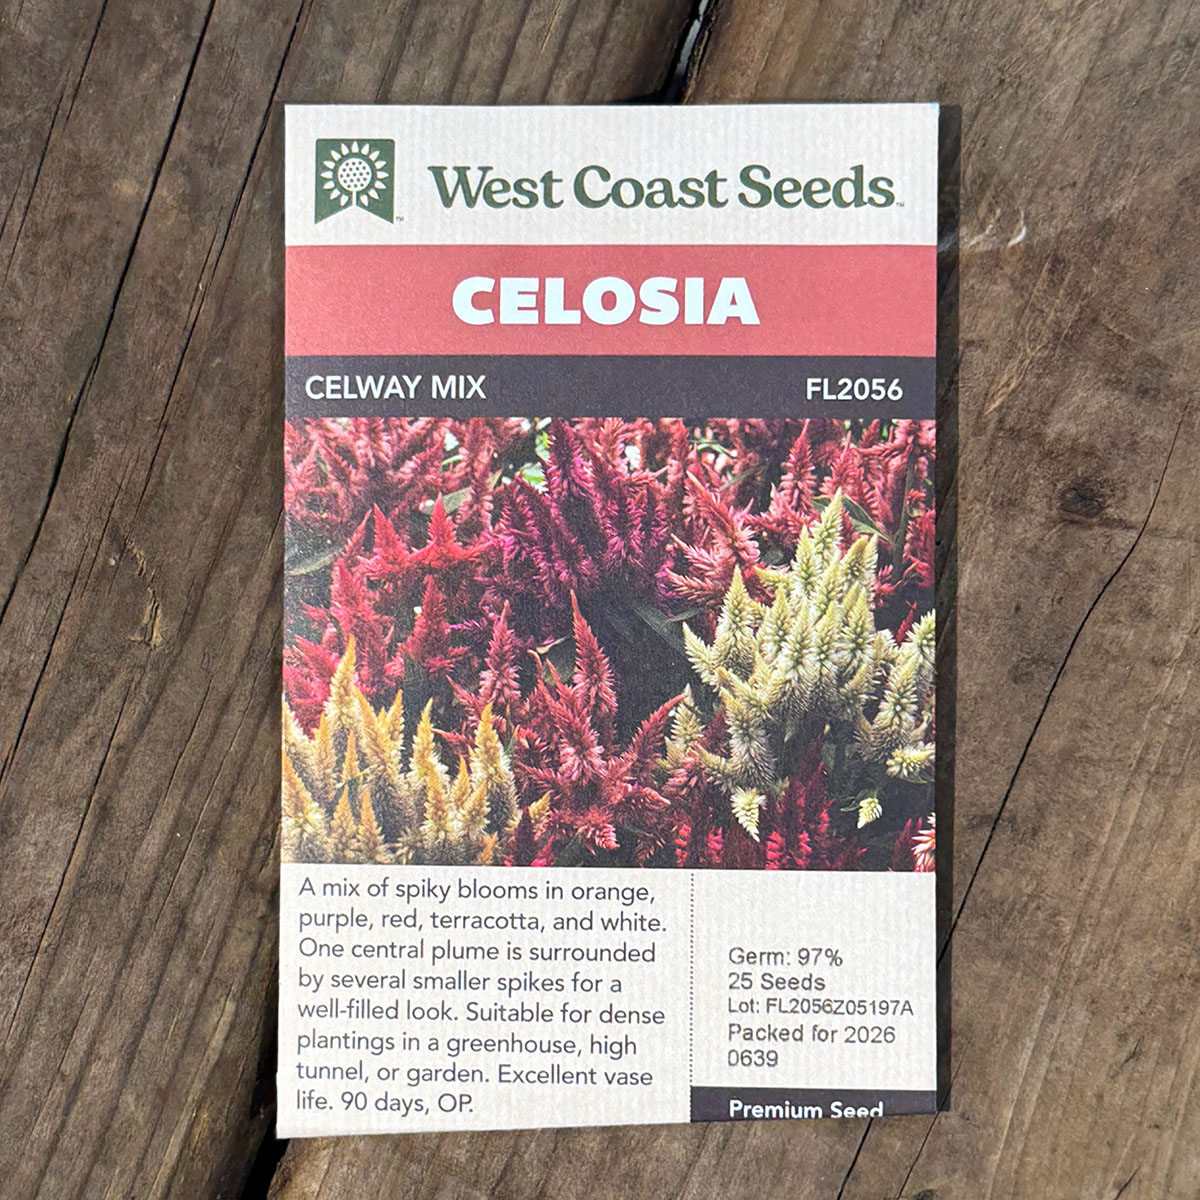 West Coast Seeds™
CELOSIA
CELWAY MIX
FL2056
A mix of spiky blooms in orange,
purple, red, terracotta, and white.
One central plume is surrounded
by several smaller spikes for a
well-filled look. Suitable for dense
plantings in a greenhouse, high
tunnel, or garden. Excellent vase
life. 90 days, OP.
Germ: 97%
25 Seeds
Lot: FL2056Z05197A
Packed for 2026
0639
Premium Seed